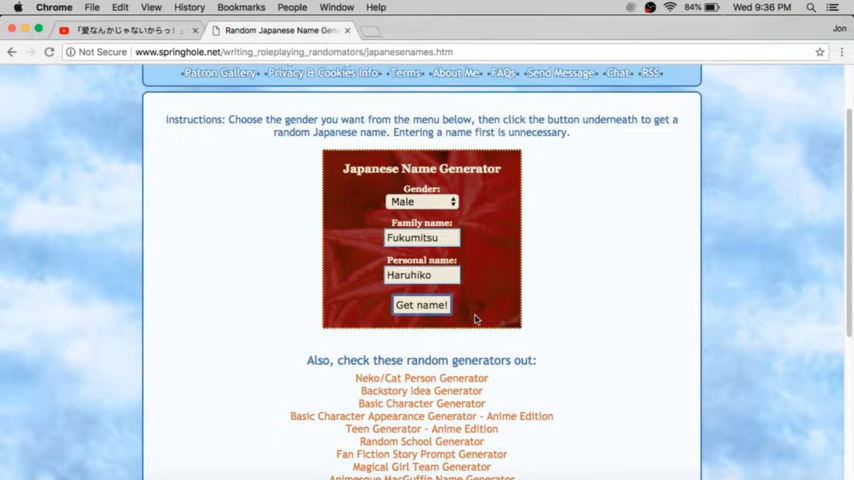 Chrome File Edit View History Bookmarks People Window Help 84% Wed 9:36 PM Jon
「愛なんかじゃないからっ！ Random Japanese Name Gen
Not Secure www.springhole.net/writing_roleplaying_randomators/japanesenames.htm
•Patron Gallery• •Privacy & Cookies Info• •Terms• •About Me• •FAQs• •Send Message• •Chat• •RSS•
Instructions: Choose the gender you want from the menu below, then click the button underneath to get a
random Japanese name. Entering a name first is unnecessary.
Japanese Name Generator
Gender:
Male
Family name:
Fukumitsu
Personal name:
Haruhiko
Get name!
Also, check these random generators out:
Neko/Cat Person Generator
Backstory Idea Generator
Basic Character Generator
Basic Character Appearance Generator - Anime Edition
Teen Generator - Anime Edition
Random School Generator
Fan Fiction Story Prompt Generator
Magical Girl Team Generator
Animesque MacGuffin Name Generator